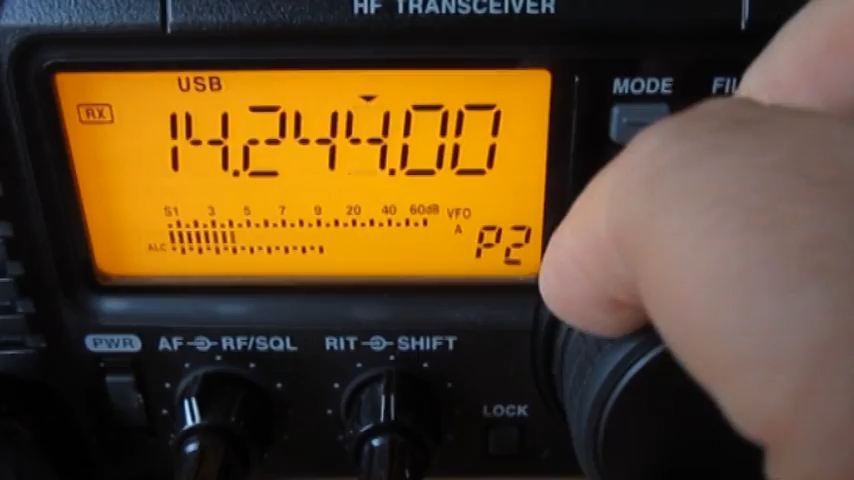 HF TRANSCEIVER
USB
MODE FIL
RX
14.244.00
S1 3 5 7 9 20 40 60dB VFO
A
ALC
P2
PWR AF RF/SQL RIT SHIFT
LOCK